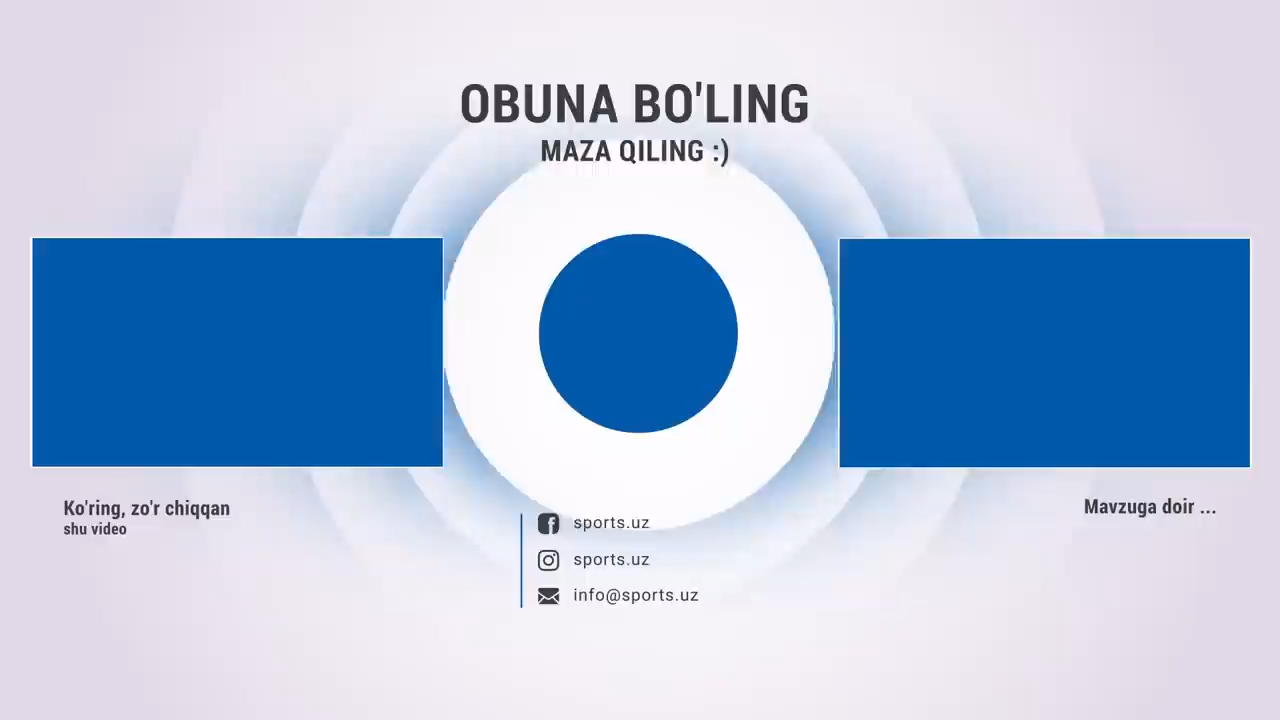 OBUNA BO'LING
MAZA QILING :)
Ko'ring, zo'r chiqqan
shu video
Mavzuga doir ...
sports.uz
sports.uz
info@sports.uz